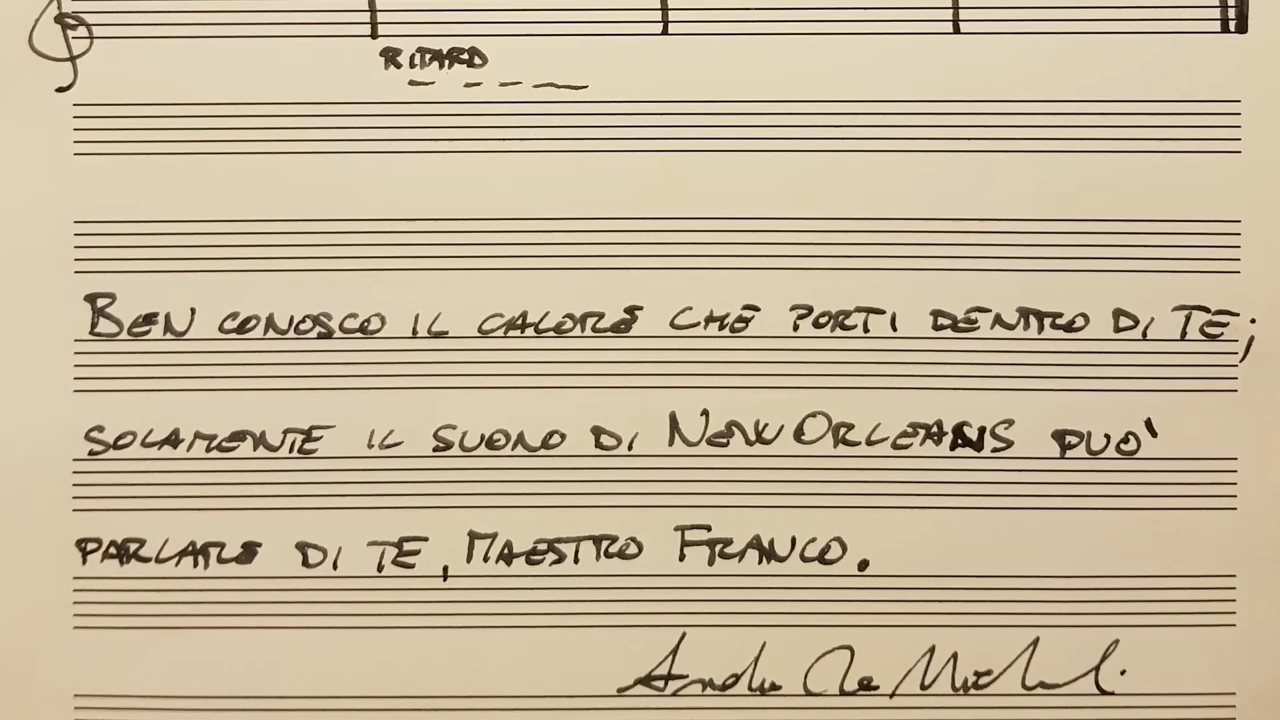 RITARD
BEN CONOSCO IL CALORE CHE PORTI DENTRO DI TE;
SOLAMENTE IL SUONO DI NEW ORLEANS PUO'
PARLARE DI TE, MAESTRO FRANCO.